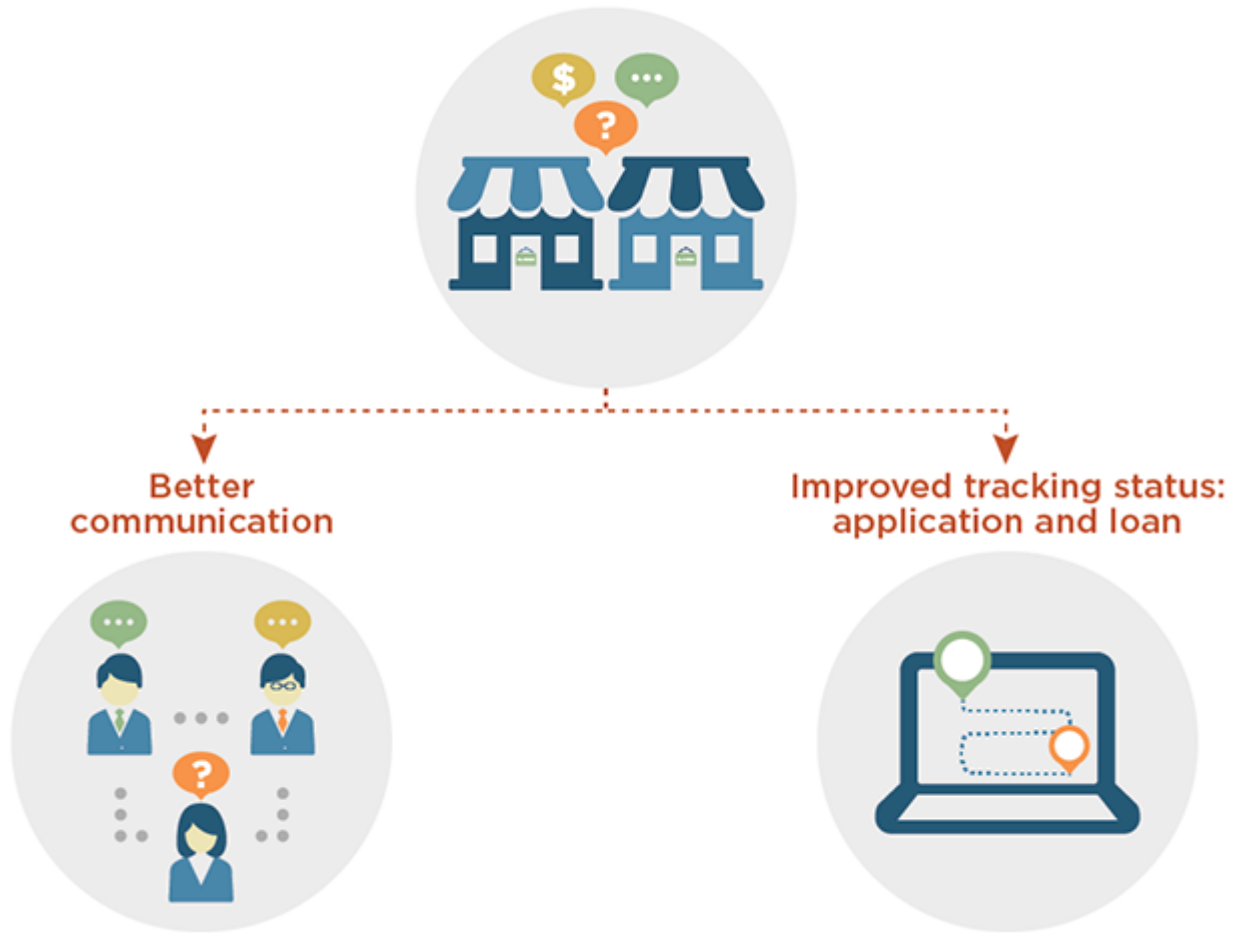 $
?
Better
communication
Improved tracking status:
application and loan
?